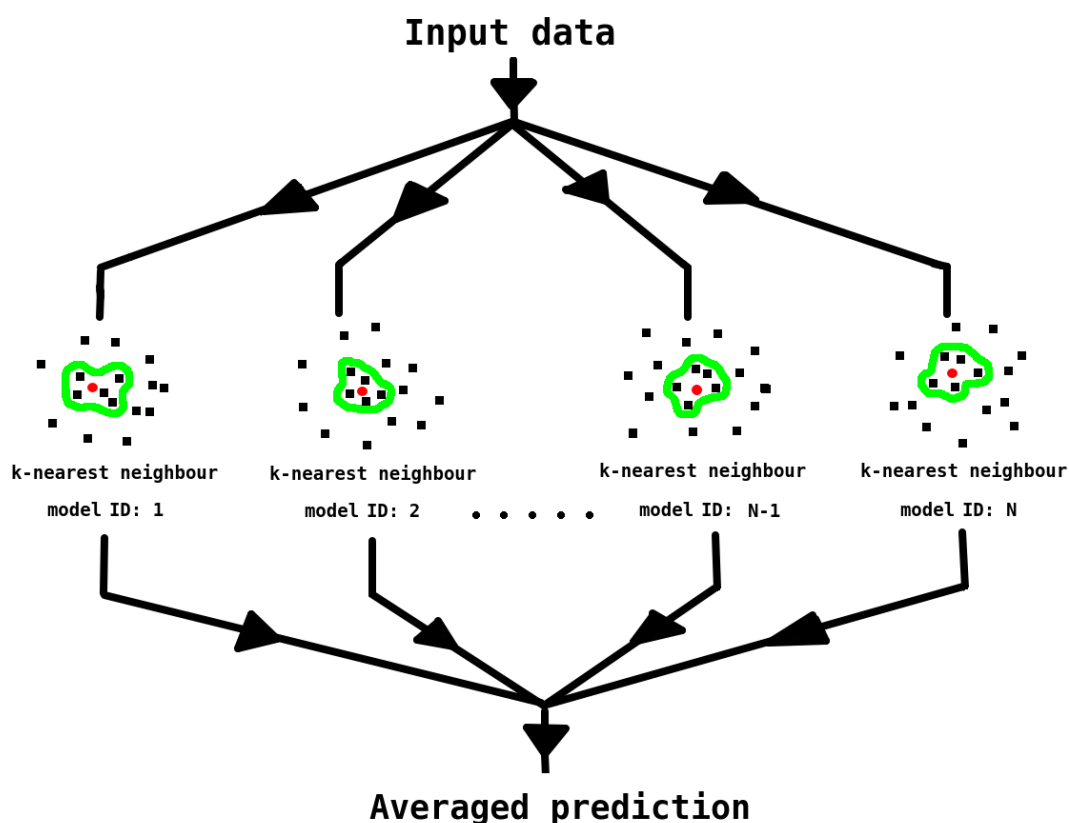 Input data
k-nearest neighbour
model ID: 1
k-nearest neighbour
model ID: 2
k-nearest neighbour
model ID: N-1
k-nearest neighbour
model ID: N
Averaged prediction